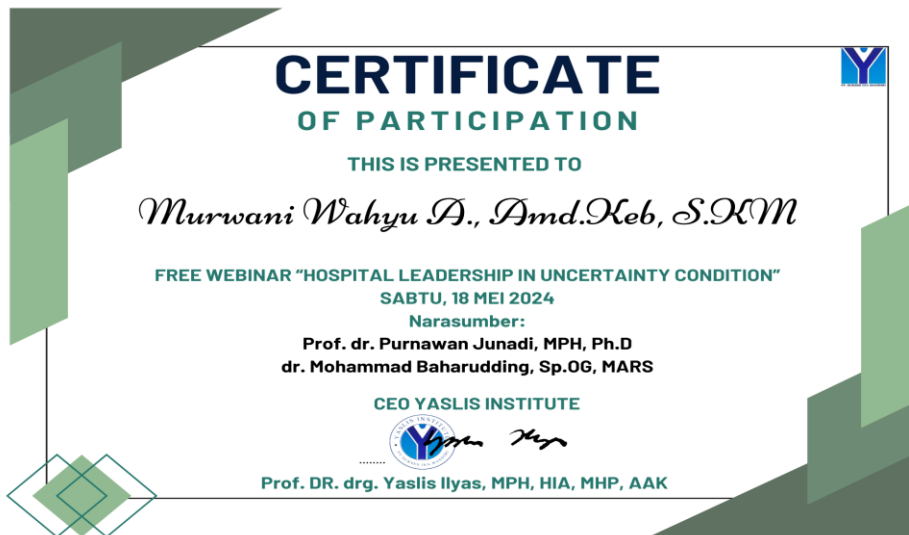 CERTIFICATE
OF PARTICIPATION
THIS IS PRESENTED TO
Murwani Wahyu A., Amd.Keb, S.KM
FREE WEBINAR "HOSPITAL LEADERSHIP IN UNCERTAINTY CONDITION"
SABTU, 18 MEI 2024
Narasumber:
Prof. dr. Purnawan Junadi, MPH, Ph.D
dr. Mohammad Baharudding, Sp.OG, MARS
CEO YASLIS INSTITUTE
YASLIS INSTITUTE
........
Prof. DR. drg. Yaslis Ilyas, MPH, HIA, MHP, AAK